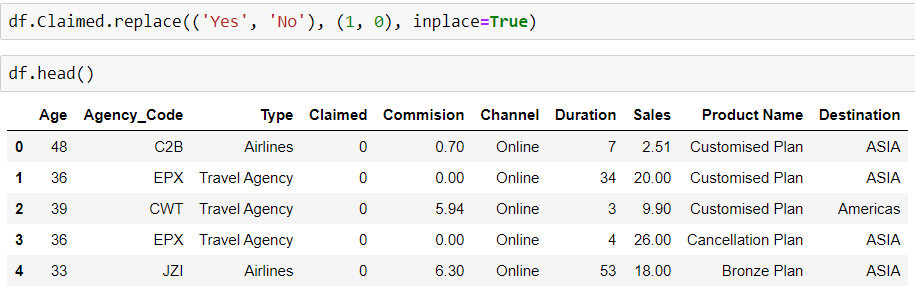 df.Claimed.replace(('Yes', 'No'), (1, 0), inplace=True)
df.head()
Age Agency_Code Type Claimed Commision Channel Duration Sales Product Name Destination
0 48 C2B Airlines 0 0.70 Online 7 2.51 Customised Plan ASIA
1 36 EPX Travel Agency 0 0.00 Online 34 20.00 Customised Plan ASIA
2 39 CWT Travel Agency 0 5.94 Online 3 9.90 Customised Plan Americas
3 36 EPX Travel Agency 0 0.00 Online 4 26.00 Cancellation Plan ASIA
4 33 JZI Airlines 0 6.30 Online 53 18.00 Bronze Plan ASIA